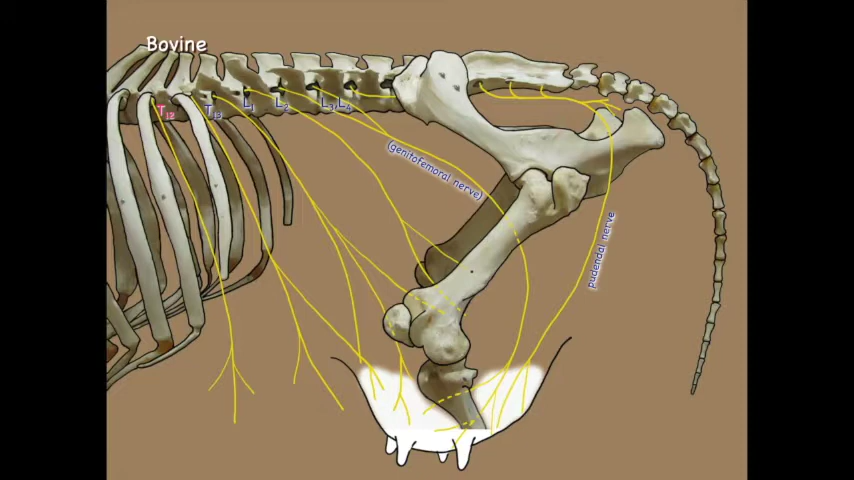 Bovine
T12
T13
L1
L2
L3
L4
(genitofemoral nerve)
pudendal nerve